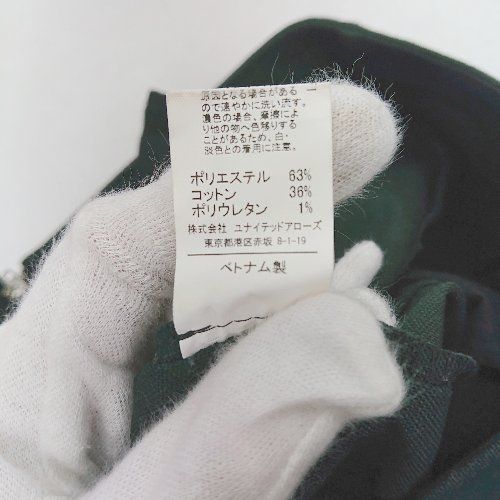 原因となる場合がある
ので速やかに洗い流す。
濃色の場合、摩擦によ
り他の物へ色移りする
ことがあるため、白・
淡色との着用に注意。
ポリエステル 63%
コットン 36%
ポリウレタン 1%
株式会社 ユナイテッドアローズ
東京都港区赤坂 8-1-19
ベトナム製